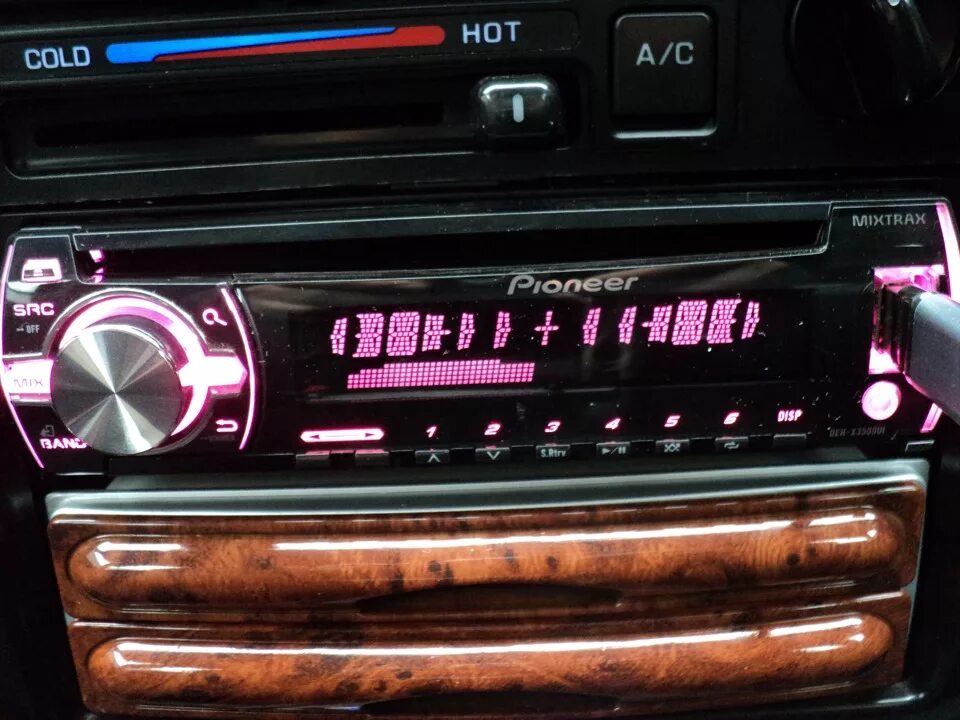 COLD
HOT
A/C
MIXTRAX
Pioneer
SRC
OFF
MIX
BAND
1 2 3 4 5 6 DISP
S.Rtrv